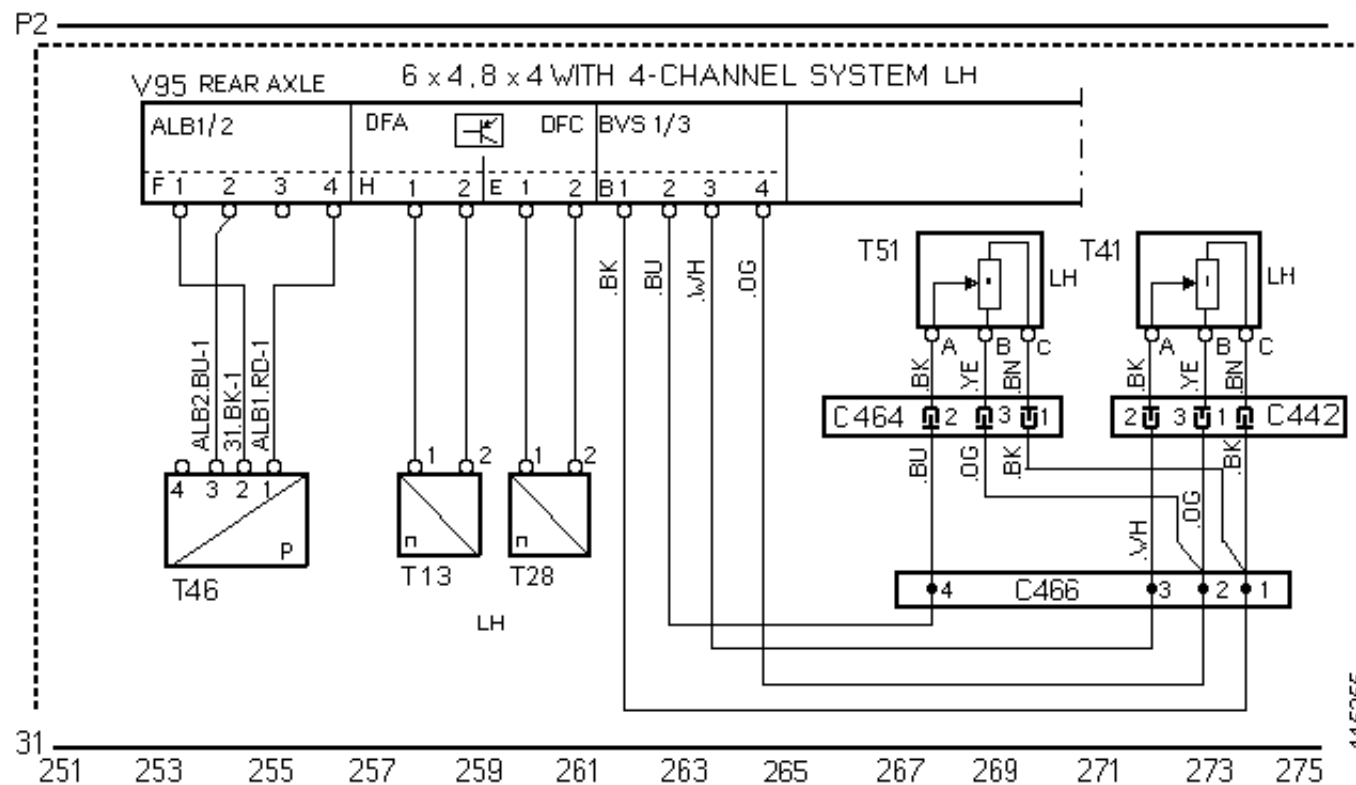 P2
V95 REAR AXLE
6 x 4, 8 x 4 WITH 4-CHANNEL SYSTEM LH
ALB1/2 DFA DFC BVS 1/3
F 1 2 3 4 H 1 2 E 1 2 B 1 2 3 4
.BK .BU .WH .OG
T51 LH T41 LH
A B C A B C
.BK .YE .BN .BK .YE .BN
ALB2.BU-1 31.BK-1 ALB1.RD-1
C464 2 3 1 2 3 1 C442
.BU .OG .BK .WH .OG .BK
4 3 2 1 1 2 1 2
P n n
T46 T13 T28
LH
4 C466 3 2 1
31
251 253 255 257 259 261 263 265 267 269 271 273 275